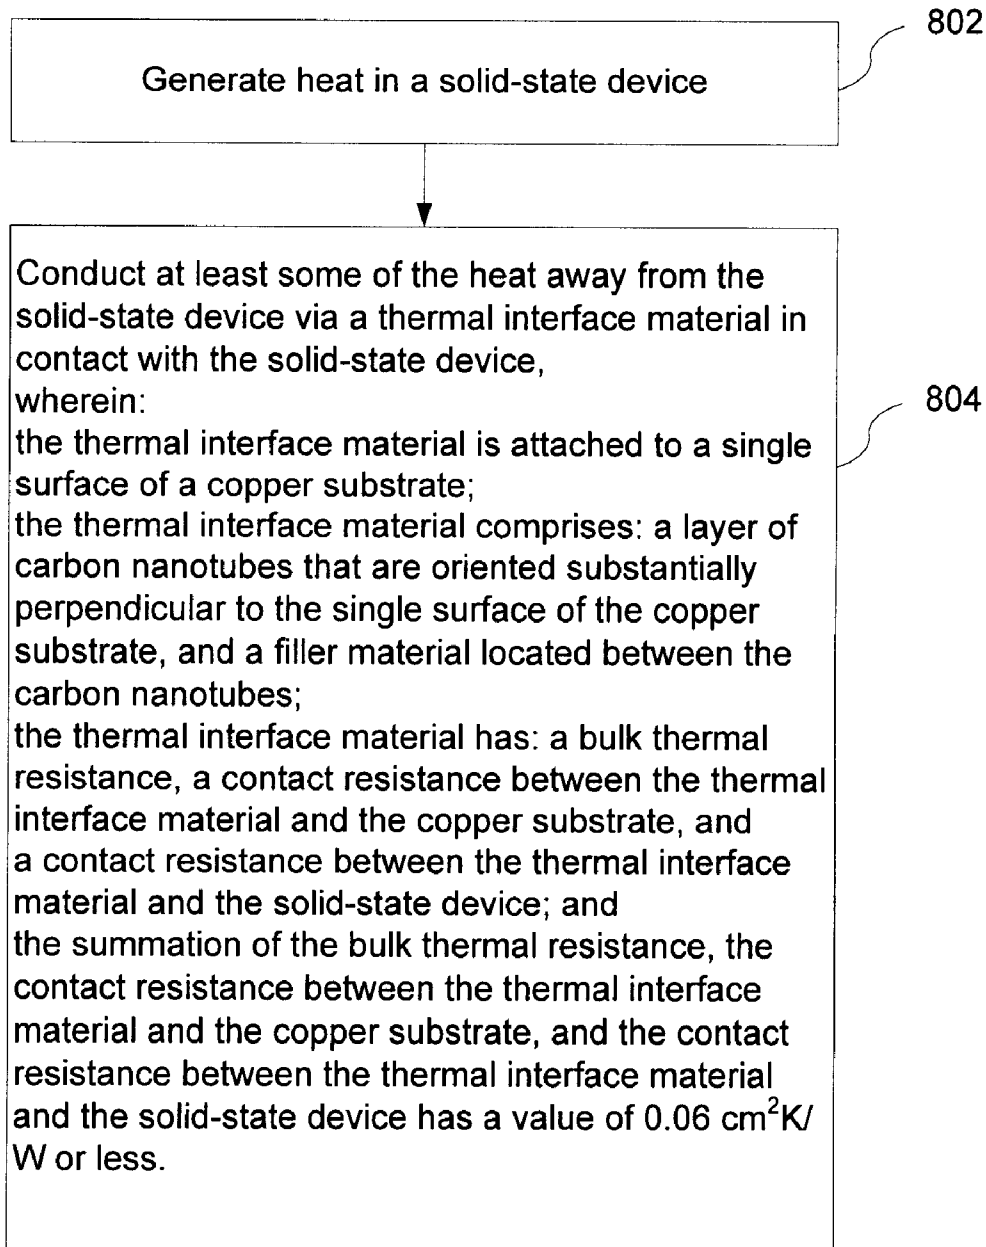 802
Generate heat in a solid-state device
Conduct at least some of the heat away from the
solid-state device via a thermal interface material in
contact with the solid-state device,
wherein:
804
the thermal interface material is attached to a single
surface of a copper substrate;
the thermal interface material comprises: a layer of
carbon nanotubes that are oriented substantially
perpendicular to the single surface of the copper
substrate, and a filler material located between the
carbon nanotubes;
the thermal interface material has: a bulk thermal
resistance, a contact resistance between the thermal
interface material and the copper substrate, and
a contact resistance between the thermal interface
material and the solid-state device; and
the summation of the bulk thermal resistance, the
contact resistance between the thermal interface
material and the copper substrate, and the contact
resistance between the thermal interface material
and the solid-state device has a value of 0.06 cm²K/
W or less.